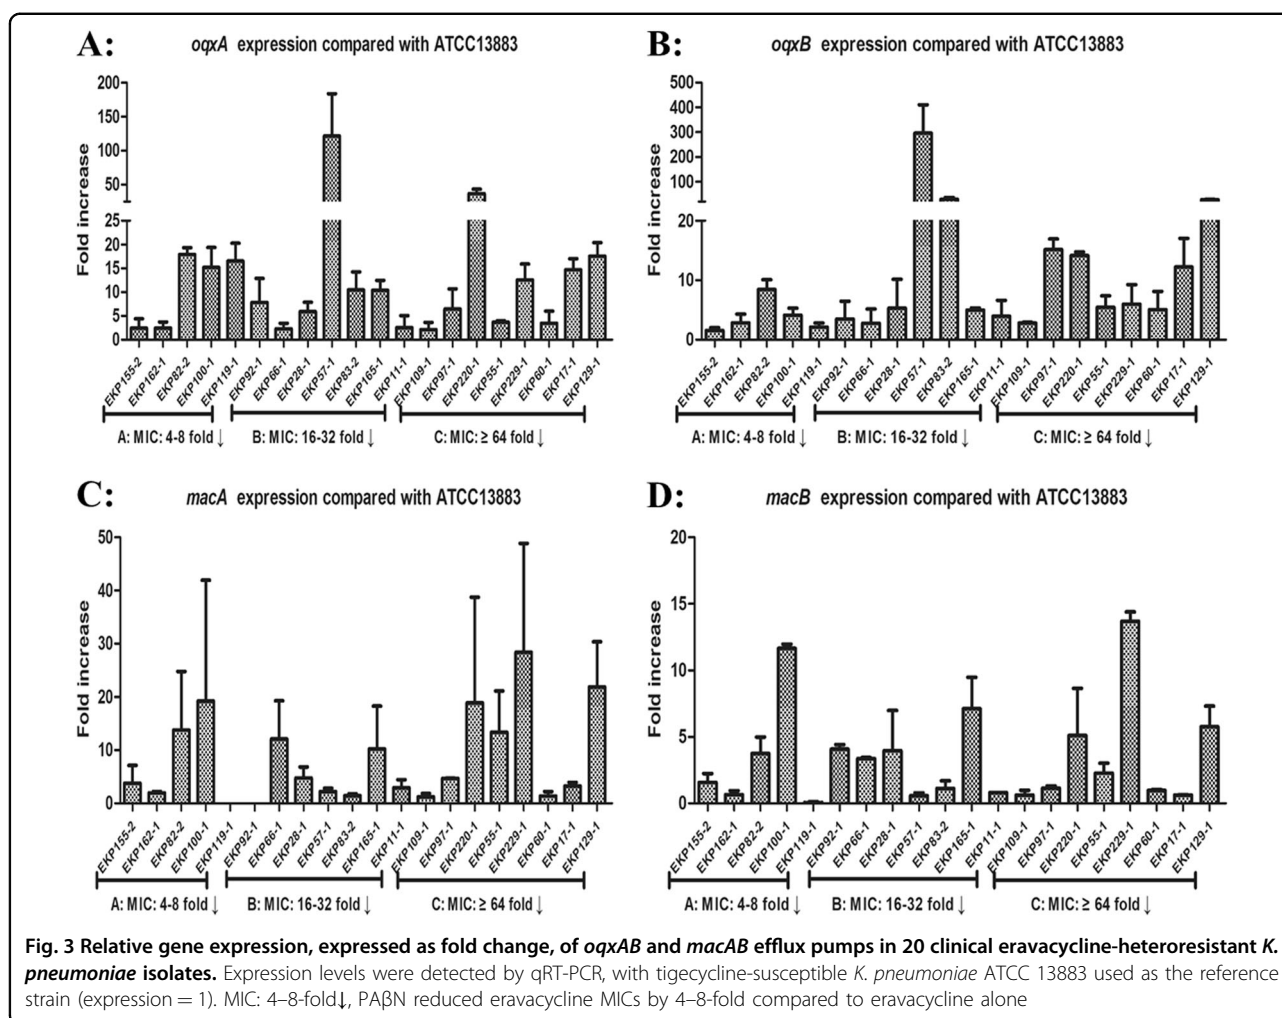 A:
oqxA expression compared with ATCC13883
Fold increase
200
150
100
50
25
20
15
10
5
0
EKP155-2
EKP162-1
EKP82-2
EKP100-1
EKP119-1
EKP92-1
EKP66-1
EKP28-1
EKP57-1
EKP83-2
EKP165-1
EKP11-1
EKP109-1
EKP97-1
EKP220-1
EKP55-1
EKP229-1
EKP60-1
EKP17-1
EKP129-1
A: MIC: 4-8 fold ↓
B: MIC: 16-32 fold ↓
C: MIC: ≥ 64 fold ↓
B:
oqxB expression compared with ATCC13883
Fold increase
500
400
300
200
100
20
10
0
EKP155-2
EKP162-1
EKP82-2
EKP100-1
EKP119-1
EKP92-1
EKP66-1
EKP28-1
EKP57-1
EKP83-2
EKP165-1
EKP11-1
EKP109-1
EKP97-1
EKP220-1
EKP55-1
EKP229-1
EKP60-1
EKP17-1
EKP129-1
A: MIC: 4-8 fold ↓
B: MIC: 16-32 fold ↓
C: MIC: ≥ 64 fold ↓
C:
macA expression compared with ATCC13883
Fold increase
50
40
30
20
10
0
EKP155-2
EKP162-1
EKP82-2
EKP100-1
EKP119-1
EKP92-1
EKP66-1
EKP28-1
EKP57-1
EKP83-2
EKP165-1
EKP11-1
EKP109-1
EKP97-1
EKP220-1
EKP55-1
EKP229-1
EKP60-1
EKP17-1
EKP129-1
A: MIC: 4-8 fold ↓
B: MIC: 16-32 fold ↓
C: MIC: ≥ 64 fold ↓
D:
macB expression compared with ATCC13883
Fold increase
20
15
10
5
0
EKP155-2
EKP162-1
EKP82-2
EKP100-1
EKP119-1
EKP92-1
EKP66-1
EKP28-1
EKP57-1
EKP83-2
EKP165-1
EKP11-1
EKP109-1
EKP97-1
EKP220-1
EKP55-1
EKP229-1
EKP60-1
EKP17-1
EKP129-1
A: MIC: 4-8 fold ↓
B: MIC: 16-32 fold ↓
C: MIC: ≥ 64 fold ↓
Fig. 3 Relative gene expression, expressed as fold change, of oqxAB and macAB efflux pumps in 20 clinical eravacycline-heteroresistant K.
pneumoniae isolates. Expression levels were detected by qRT-PCR, with tigecycline-susceptible K. pneumoniae ATCC 13883 used as the reference
strain (expression = 1). MIC: 4–8-fold↓, PAβN reduced eravacycline MICs by 4–8-fold compared to eravacycline alone